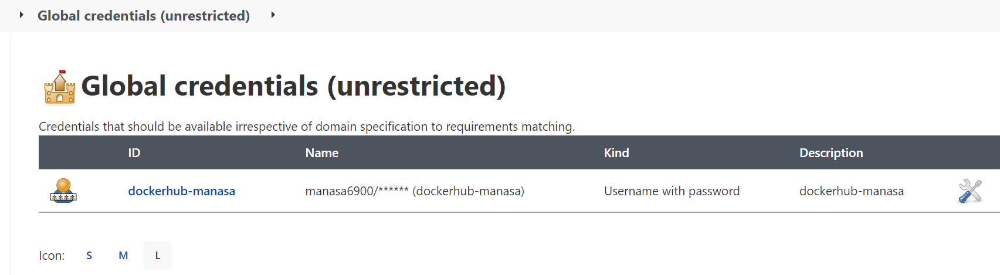 Global credentials (unrestricted)
Global credentials (unrestricted)
Credentials that should be available irrespective of domain specification to requirements matching.
ID Name Kind Description
dockerhub-manasa manasa6900/****** (dockerhub-manasa) Username with password dockerhub-manasa
Icon: S M L